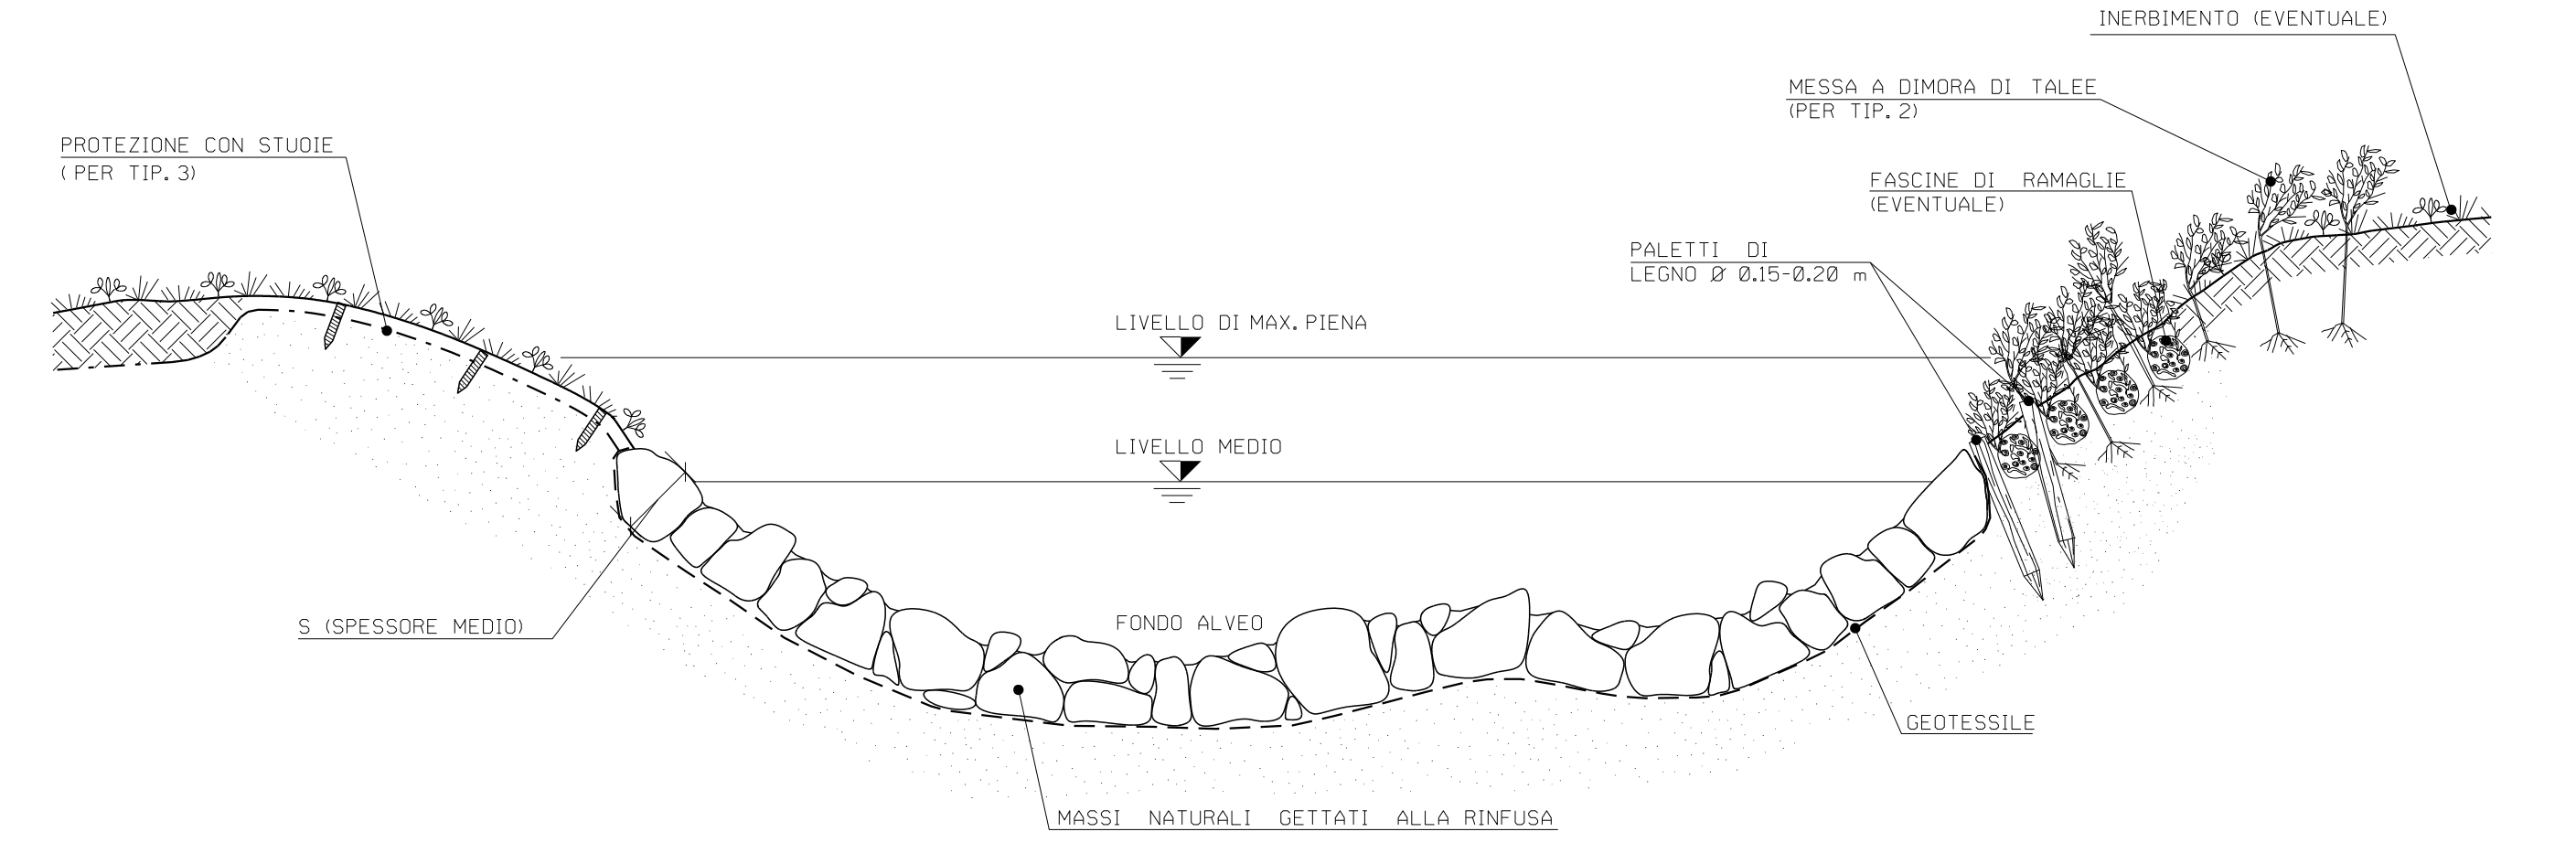 INERBIMENTO (EVENTUALE)
MESSA A DIMORA DI TALEE
(PER TIP.2)
PROTEZIONE CON STUOIE
( PER TIP.3)
FASCINE DI RAMAGLIE
(EVENTUALE)
PALETTI DI
LEGNO Ø 0.15-0.20 m
LIVELLO DI MAX.PIENA
LIVELLO MEDIO
S (SPESSORE MEDIO)
FONDO ALVEO
GEOTESSILE
MASSI NATURALI GETTATI ALLA RINFUSA